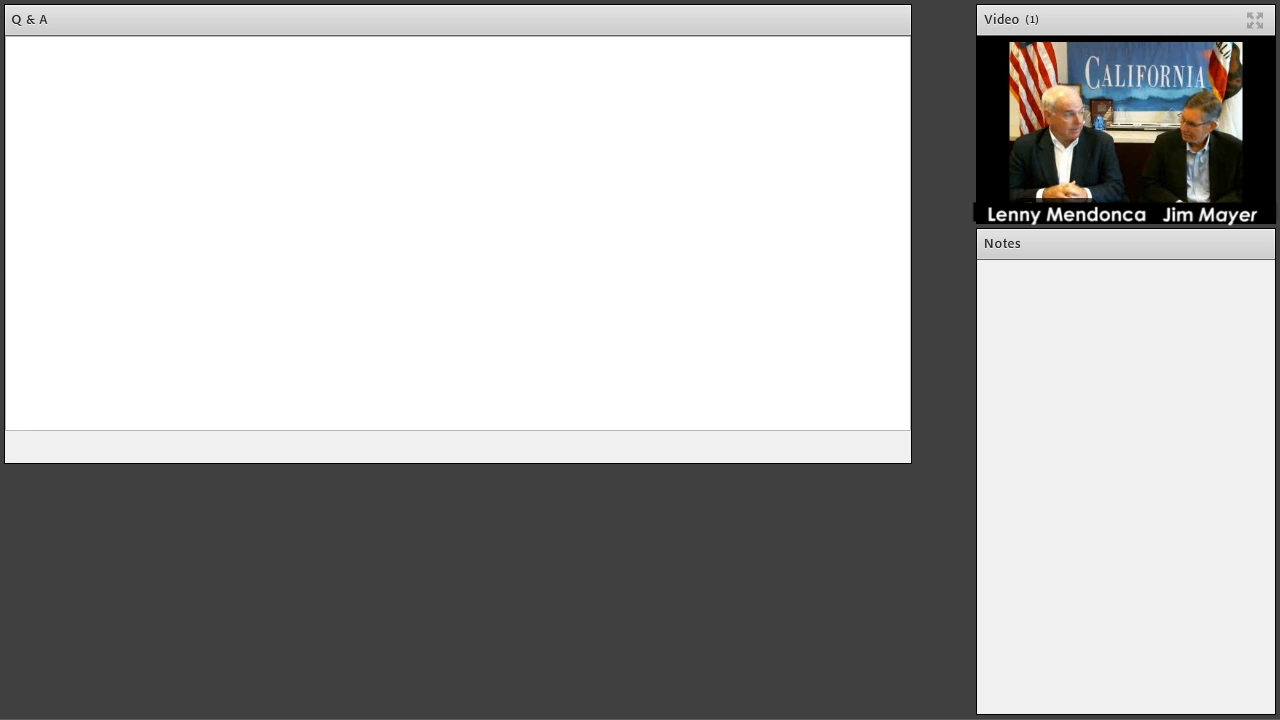 Q & A
Video (1)
CALIFORNIA
Lenny Mendonca Jim Mayer
Notes